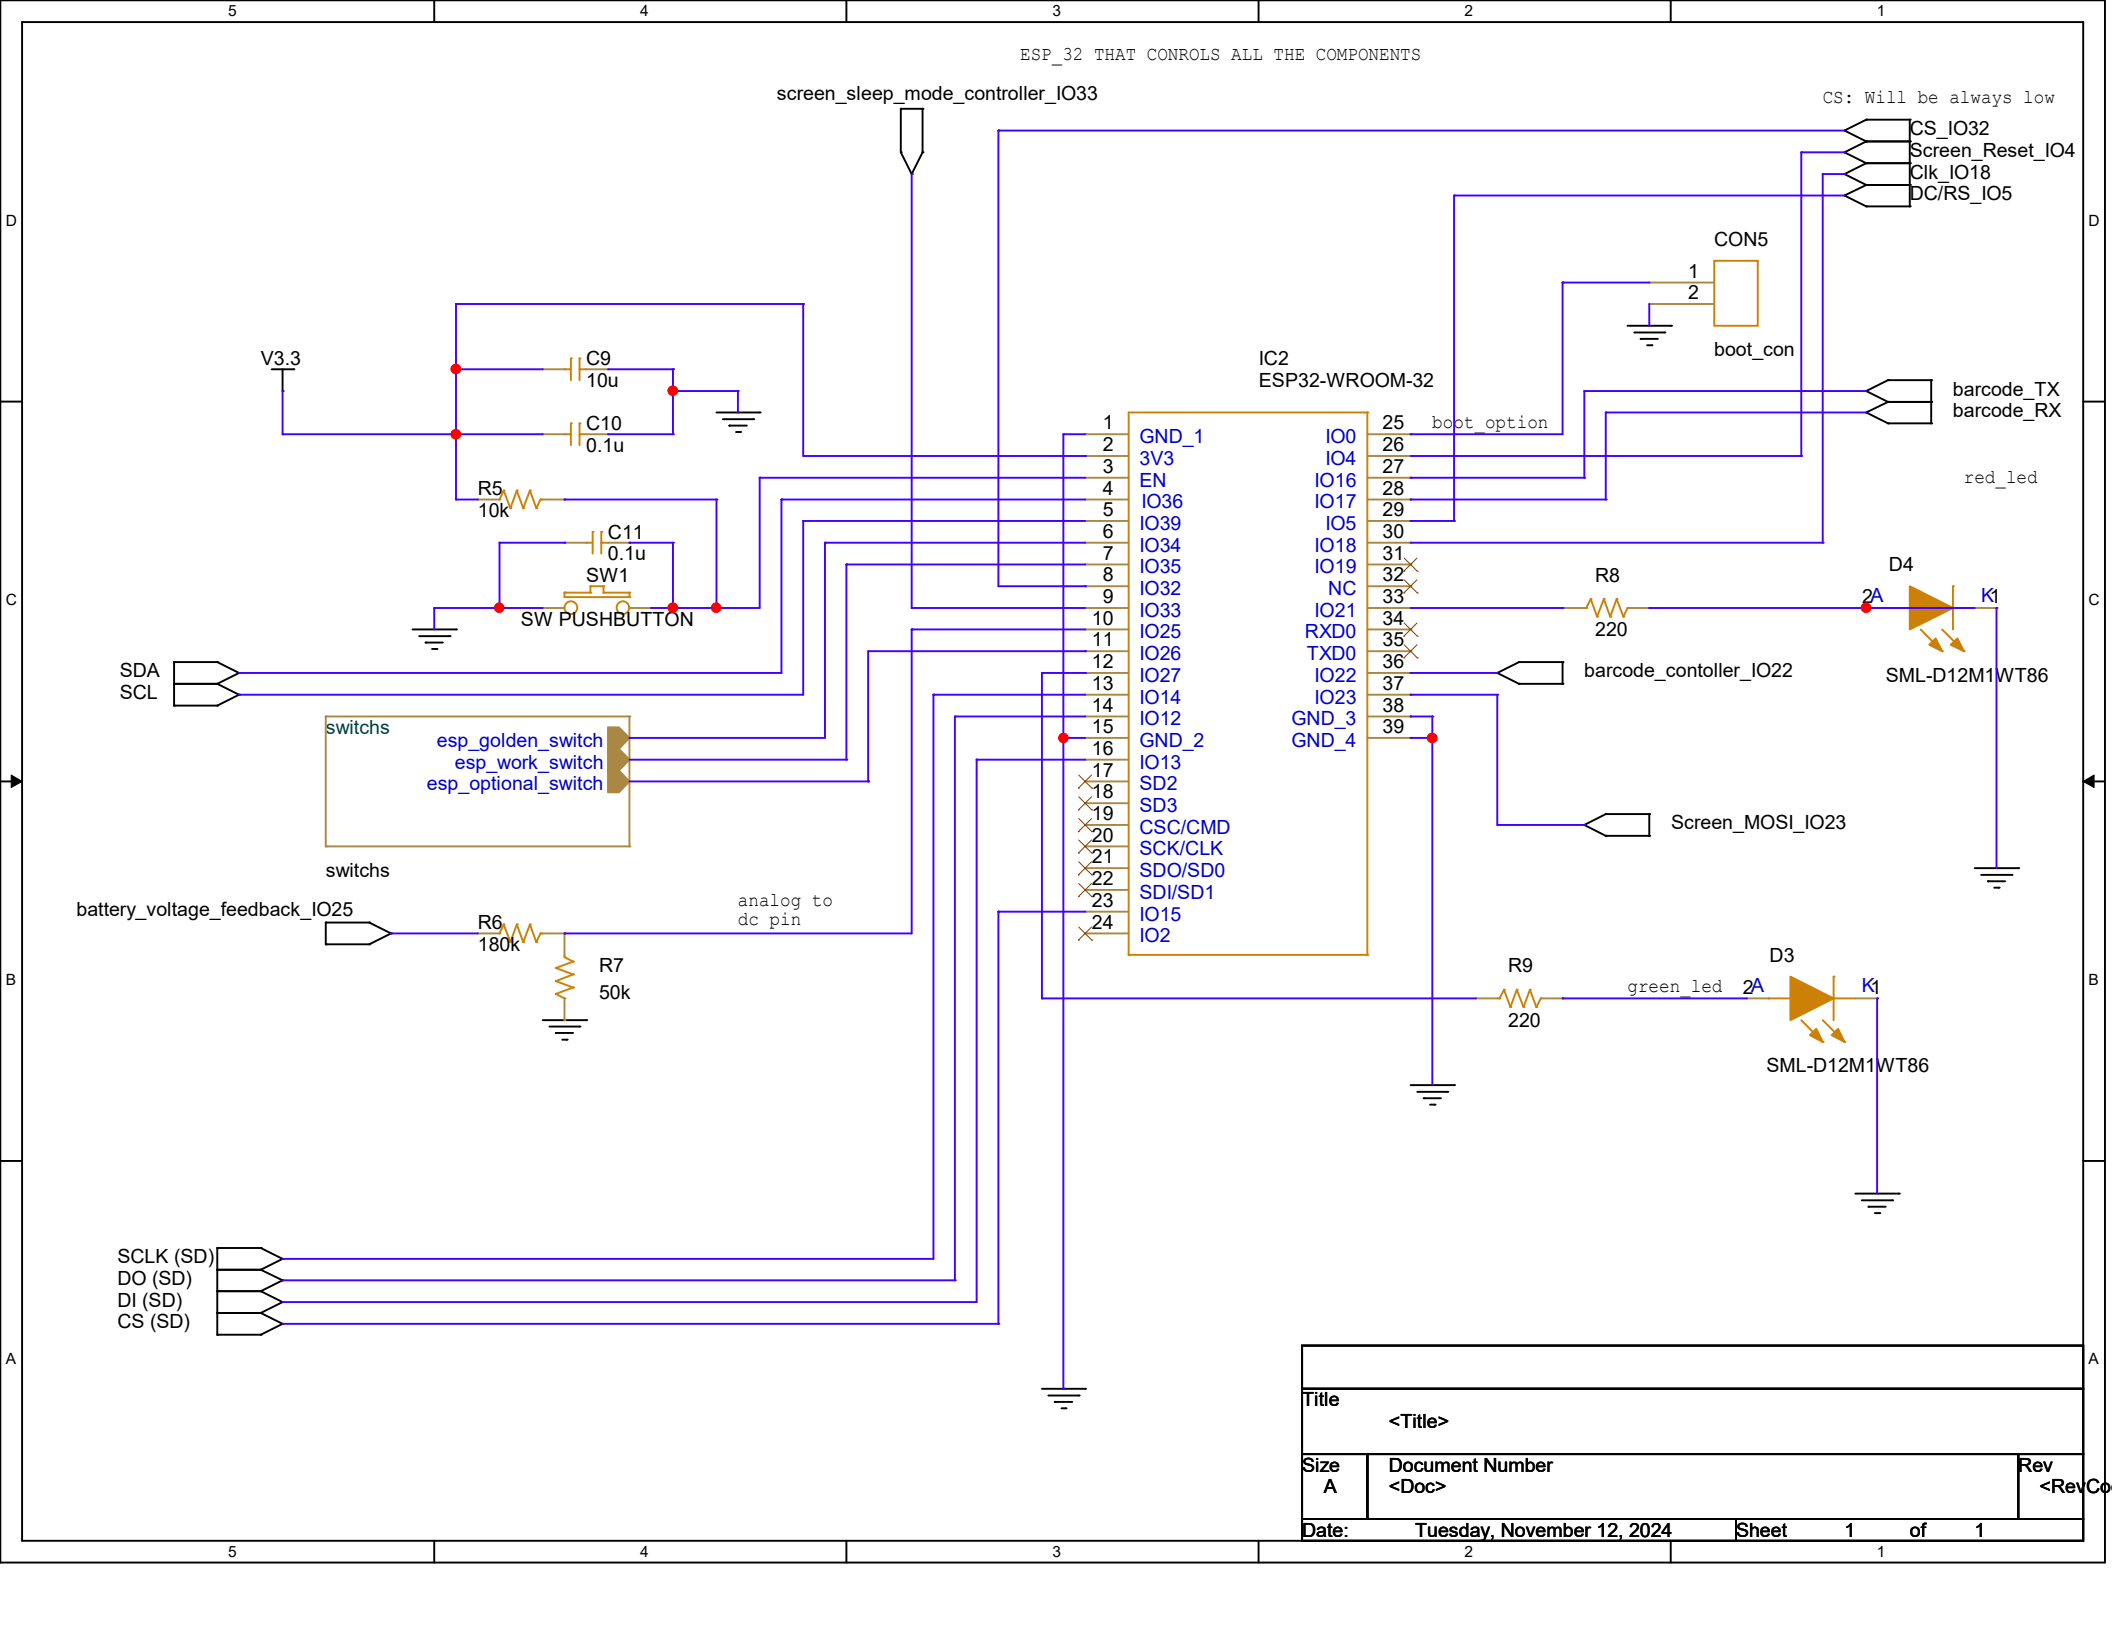 5 4 3 2 1
ESP_32 THAT CONROLS ALL THE COMPONENTS
screen_sleep_mode_controller_IO33
CS: Will be always low
CS_IO32
Screen_Reset_IO4
Clk_IO18
DC/RS_IO5
D D
CON5
1
2
boot_con
V3.3
C9
10u
C10
0.1u
R5
10k
C11
0.1u
SW1
SW PUSHBUTTON
IC2
ESP32-WROOM-32
boot_option
barcode_TX
barcode_RX
red_led
1 GND_1 IO0 25
2 3V3 IO4 26
3 EN IO16 27
4 IO36 IO17 28
5 IO39 IO5 29
6 IO34 IO18 30
7 IO35 IO19 31
8 IO32 NC 32
9 IO33 IO21 33
10 IO25 RXD0 34
11 IO26 TXD0 35
12 IO27 IO22 36
13 IO14 IO23 37
14 IO12 GND_3 38
15 GND_2 GND_4 39
16 IO13
17 SD2
18 SD3
19 CSC/CMD
20 SCK/CLK
21 SDO/SD0
22 SDI/SD1
23 IO15
24 IO2
C C
R8
220
D4
2 A K 1
SML-D12M1WT86
barcode_contoller_IO22
SDA
SCL
switchs
esp_golden_switch
esp_work_switch
esp_optional_switch
switchs
Screen_MOSI_IO23
battery_voltage_feedback_IO25
analog to
dc pin
R6
180k
R7
50k
B B
R9
220
green_led
D3
2 A K 1
SML-D12M1WT86
SCLK (SD)
DO (SD)
DI (SD)
CS (SD)
A A
Title
<Title>
Size
A
Document Number
<Doc>
Rev
<RevCo
Date: Tuesday, November 12, 2024 Sheet 1 of 1
5 4 3 2 1